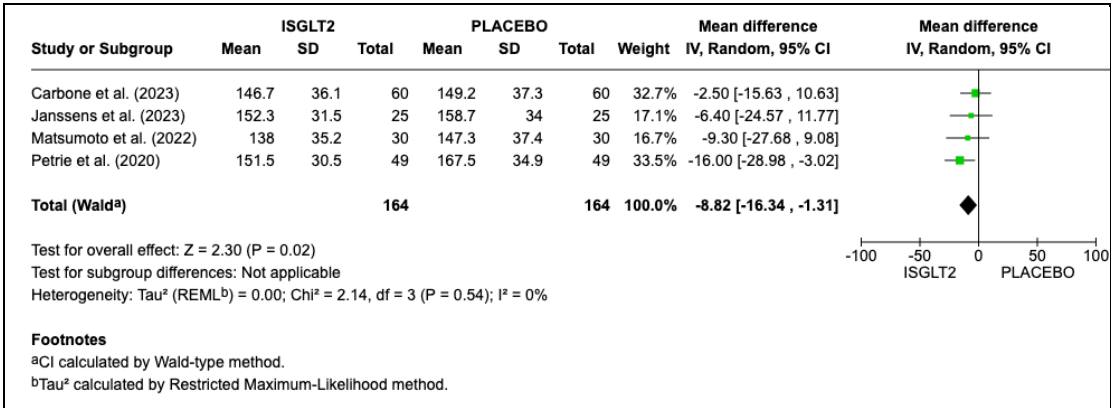 ISGLT2 PLACEBO Mean difference Mean difference
Study or Subgroup Mean SD Total Mean SD Total Weight IV, Random, 95% CI IV, Random, 95% CI
Carbone et al. (2023) 146.7 36.1 60 149.2 37.3 60 32.7% -2.50 [-15.63 , 10.63]
Janssens et al. (2023) 152.3 31.5 25 158.7 34 25 17.1% -6.40 [-24.57 , 11.77]
Matsumoto et al. (2022) 138 35.2 30 147.3 37.4 30 16.7% -9.30 [-27.68 , 9.08]
Petrie et al. (2020) 151.5 30.5 49 167.5 34.9 49 33.5% -16.00 [-28.98 , -3.02]
Total (Waldᵃ) 164 164 100.0% -8.82 [-16.34 , -1.31]
Test for overall effect: Z = 2.30 (P = 0.02)
Test for subgroup differences: Not applicable
Heterogeneity: Tau² (REMLᵇ) = 0.00; Chi² = 2.14, df = 3 (P = 0.54); I² = 0%
-100 -50 0 50 100
ISGLT2 PLACEBO
Footnotes
ᵃCI calculated by Wald-type method.
ᵇTau² calculated by Restricted Maximum-Likelihood method.